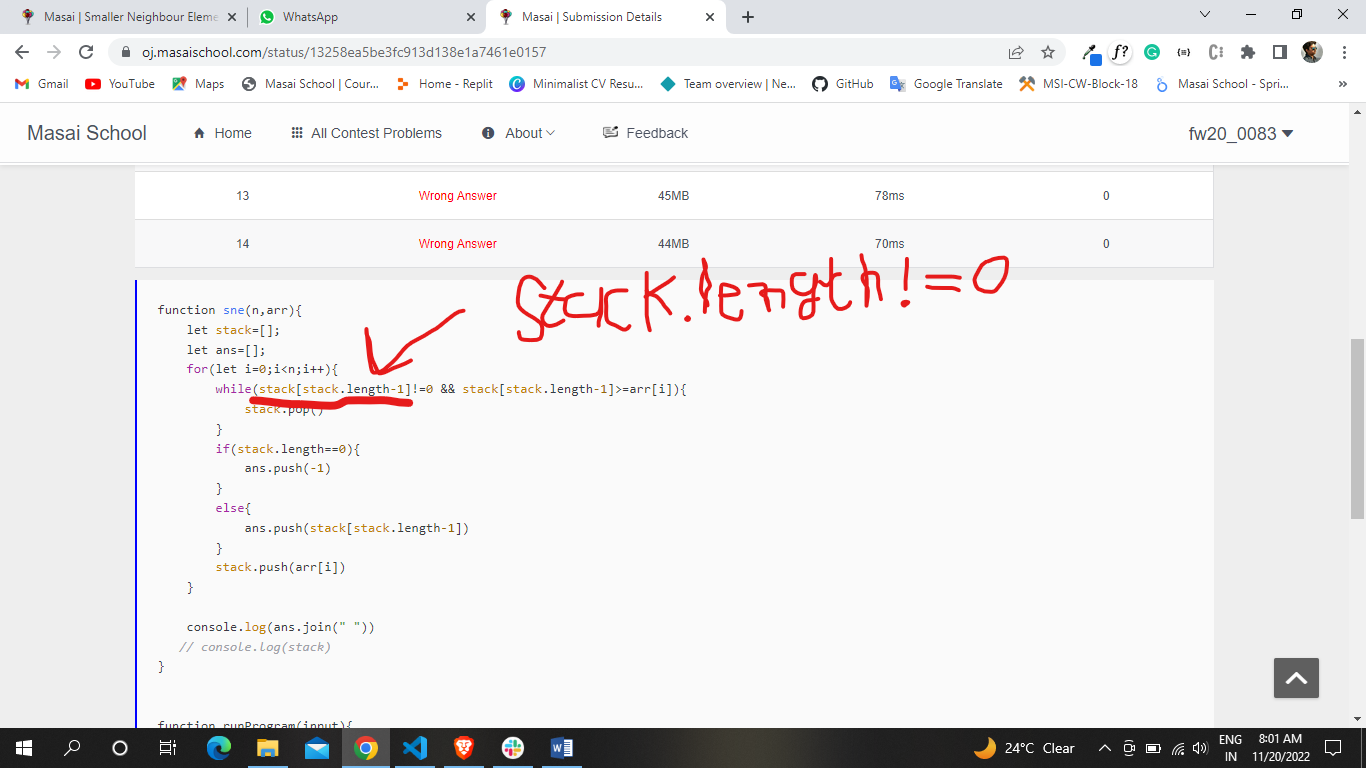 Masai | Smaller Neighbour Eleme
WhatsApp
Masai | Submission Details
oj.masaischool.com/status/13258ea5be3fc913d138e1a7461e0157
Gmail
YouTube
Maps
Masai School | Cour...
Home - Replit
Minimalist CV Resu...
Team overview | Ne...
GitHub
Google Translate
MSI-CW-Block-18
Masai School - Spri...
»
Masai School
Home
All Contest Problems
About
Feedback
fw20_0083
13 Wrong Answer 45MB 78ms 0
14 Wrong Answer 44MB 70ms 0
stack.length!=0
function sne(n,arr){
let stack=[];
let ans=[];
for(let i=0;i<n;i++){
while(stack[stack.length-1]!=0 && stack[stack.length-1]>=arr[i]){
stack.pop()
}
if(stack.length==0){
ans.push(-1)
}
else{
ans.push(stack[stack.length-1])
}
stack.push(arr[i])
}
console.log(ans.join(" "))
// console.log(stack)
}
function runProgram(input){
24°C Clear
ENG
IN
8:01 AM
11/20/2022